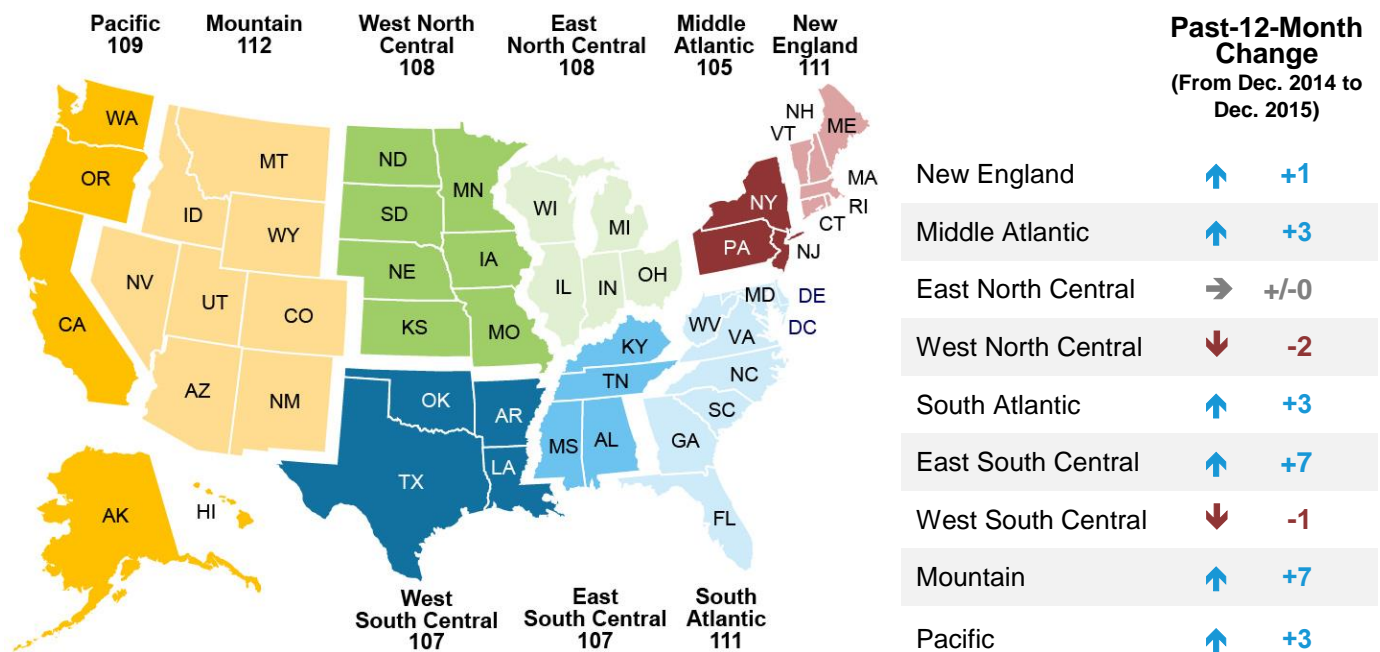 Pacific
109
Mountain
112
West North
Central
108
East
North Central
108
Middle
Atlantic
105
New
England
111
WA
OR
CA
AK
HI
MT
ID
WY
NV
UT
CO
AZ
NM
ND
SD
NE
KS
MN
IA
MO
WI
MI
IL
IN
OH
NY
PA
NJ
NH
VT
ME
MA
RI
CT
MD
DE
DC
WV
VA
NC
SC
GA
FL
KY
TN
MS
AL
OK
AR
TX
LA
West
South Central
107
East
South Central
107
South
Atlantic
111
Past-12-Month
Change
(From Dec. 2014 to
Dec. 2015)
New England +1
Middle Atlantic +3
East North Central +/-0
West North Central -2
South Atlantic +3
East South Central +7
West South Central -1
Mountain +7
Pacific +3